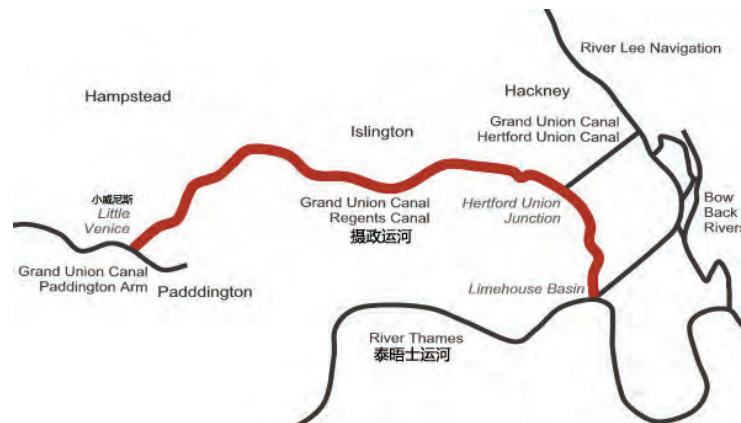 River Lee Navigation
Hackney
Hampstead
Grand Union Canal
Hertford Union Canal
Islington
小威尼斯
Little
Venice
Grand Union Canal
Regents Canal
摄政运河
Hertford Union
Junction
Bow
Back
Rivers
Grand Union Canal
Paddington Arm
Padddington
Limehouse Basin
River Thames
泰晤士运河